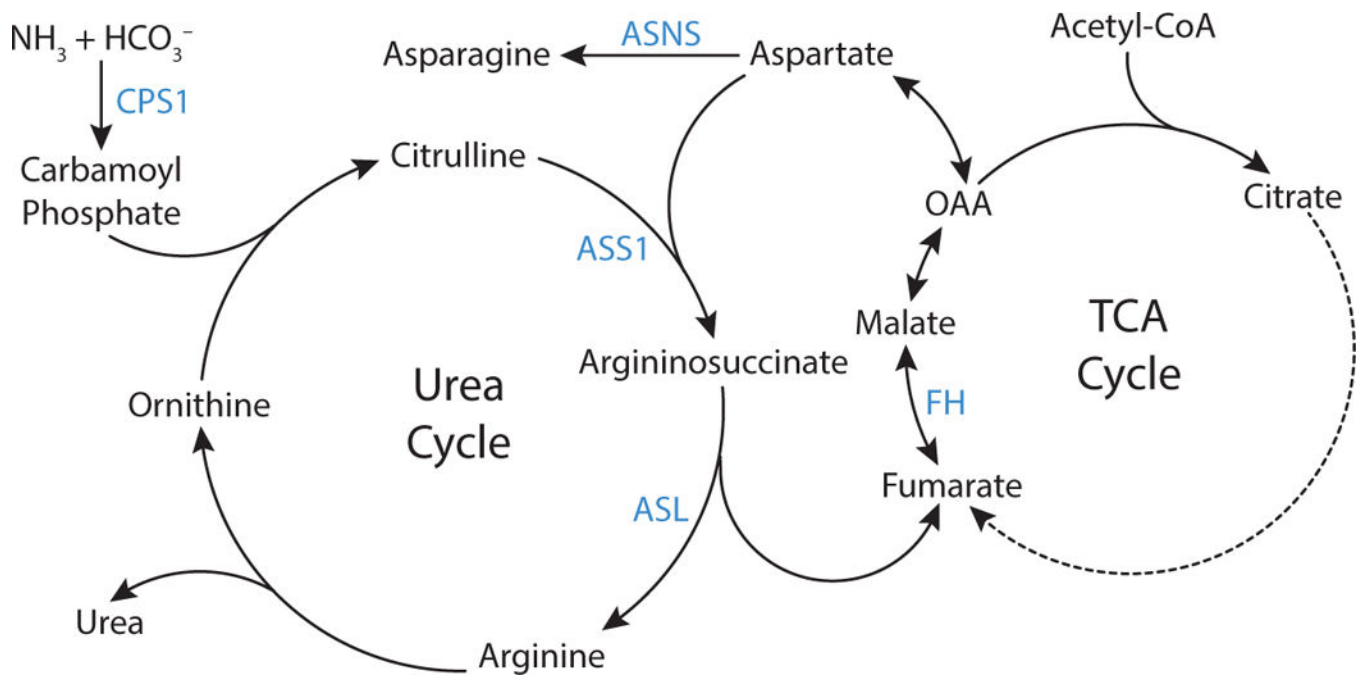 NH₃ + HCO₃⁻
CPS1
Carbamoyl
Phosphate
Asparagine
ASNS
Aspartate
Acetyl-CoA
Citrulline
OAA
Citrate
ASS1
Malate
TCA
Cycle
Argininosuccinate
Ornithine
Urea
Cycle
FH
Fumarate
ASL
Urea
Arginine